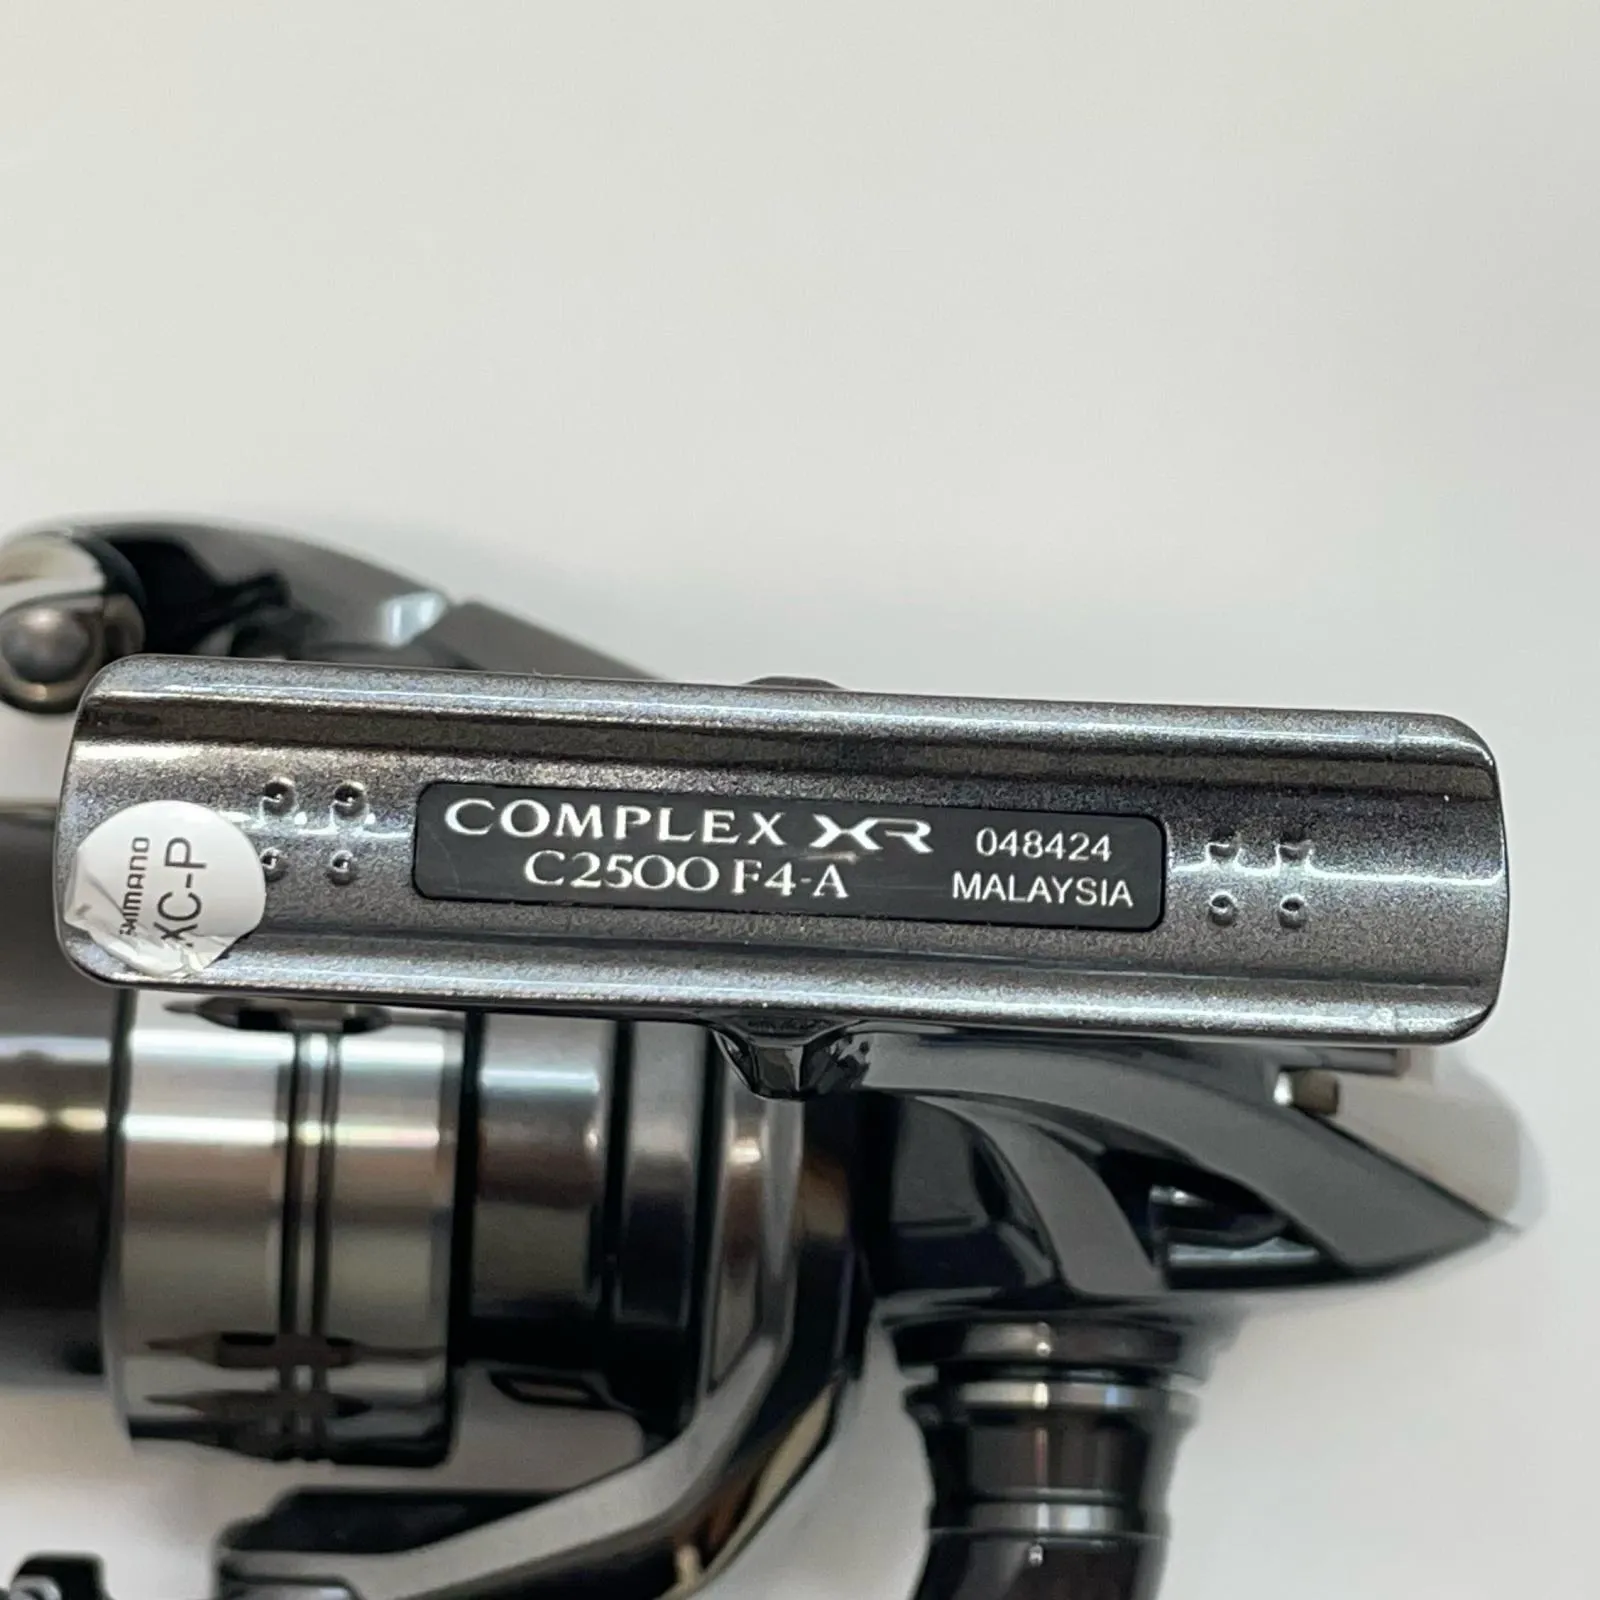 COMPLEX XR 048424
C2500 F4-A MALAYSIA
SHIMANO
XC-P